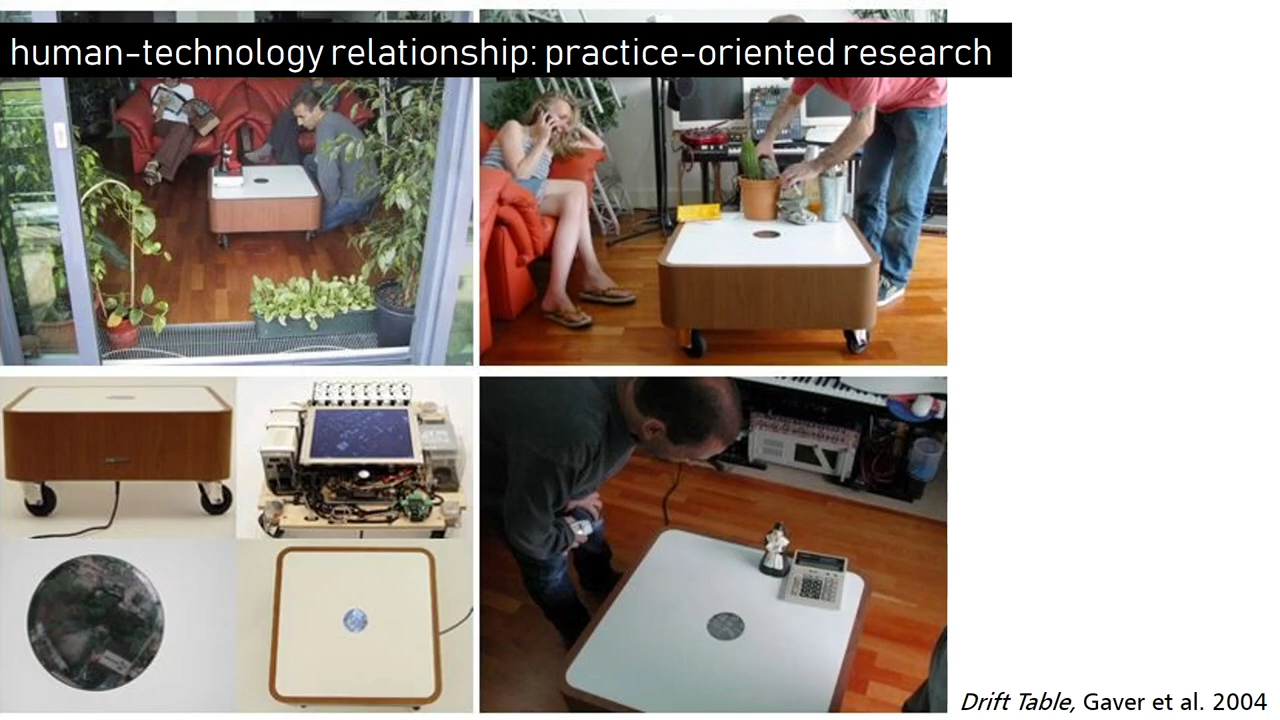 human-technology relationship: practice-oriented research
Drift Table, Gaver et al. 2004